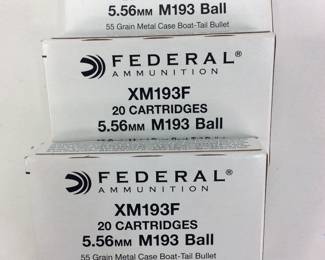 5.56MM M193 Ball
55 Grain Metal Case Boat-Tail Bullet
FEDERAL®
AMMUNITION
XM193F
20 CARTRIDGES
5.56MM M193 Ball
FEDERAL®
AMMUNITION
XM193F
20 CARTRIDGES
5.56MM M193 Ball
55 Grain Metal Case Boat-Tail Bullet